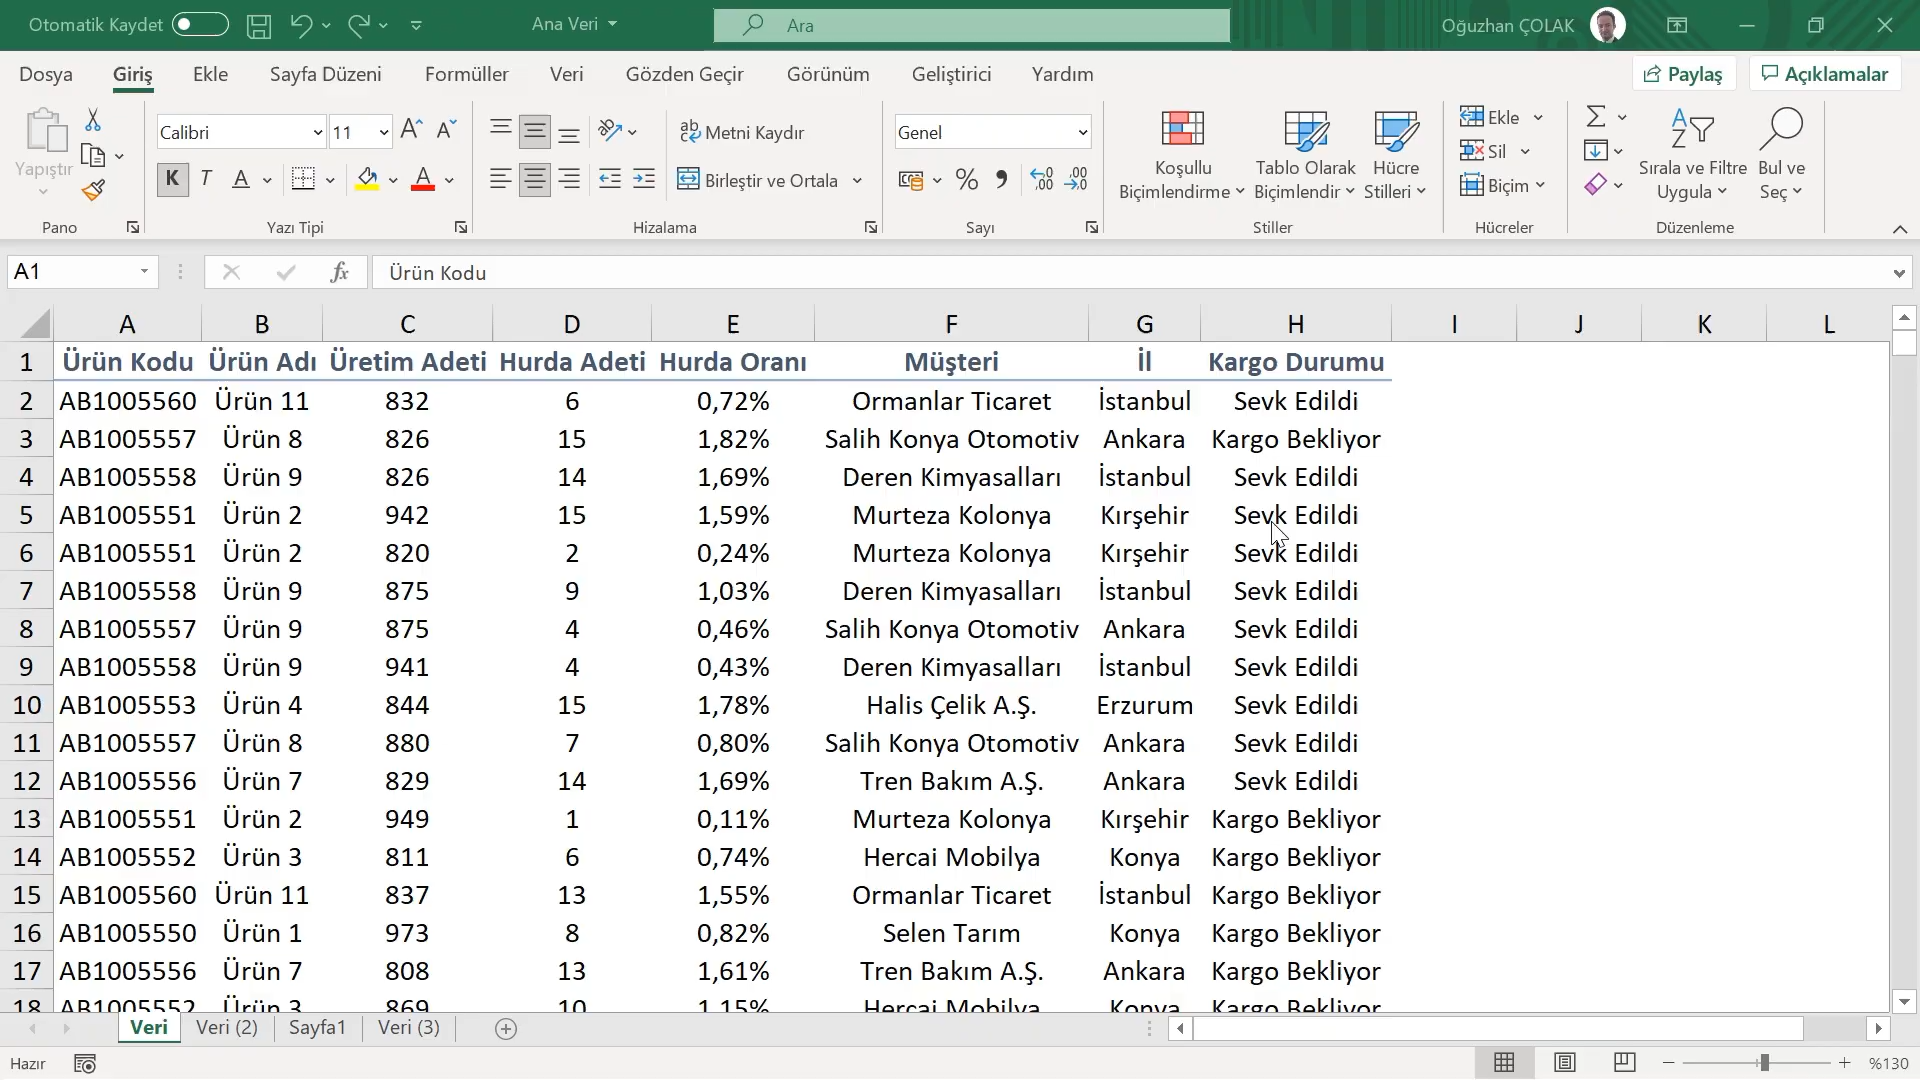 Otomatik Kaydet Ana Veri Ara Oğuzhan ÇOLAK
Dosya Giriş Ekle Sayfa Düzeni Formüller Veri Gözden Geçir Görünüm Geliştirici Yardım Paylaş Açıklamalar
Yapıştır
Pano
Calibri 11
K T A A
Yazı Tipi
ab Metni Kaydır
Birleştir ve Ortala
Hizalama
Genel
% ,00 ,00
Sayı
Koşullu Biçimlendirme
Tablo Olarak Biçimlendir
Hücre Stilleri
Stiller
Ekle
Sil
Biçim
Hücreler
Sırala ve Filtre Uygula
Bul ve Seç
Düzenleme
A1 fx Ürün Kodu
A B C D E F G H I J K L
1 Ürün Kodu Ürün Adı Üretim Adeti Hurda Adeti Hurda Oranı Müşteri İl Kargo Durumu
2 AB1005560 Ürün 11 832 6 0,72% Ormanlar Ticaret İstanbul Sevk Edildi
3 AB1005557 Ürün 8 826 15 1,82% Salih Konya Otomotiv Ankara Kargo Bekliyor
4 AB1005558 Ürün 9 826 14 1,69% Deren Kimyasalları İstanbul Sevk Edildi
5 AB1005551 Ürün 2 942 15 1,59% Murteza Kolonya Kırşehir Sevk Edildi
6 AB1005551 Ürün 2 820 2 0,24% Murteza Kolonya Kırşehir Sevk Edildi
7 AB1005558 Ürün 9 875 9 1,03% Deren Kimyasalları İstanbul Sevk Edildi
8 AB1005557 Ürün 9 875 4 0,46% Salih Konya Otomotiv Ankara Sevk Edildi
9 AB1005558 Ürün 9 941 4 0,43% Deren Kimyasalları İstanbul Sevk Edildi
10 AB1005553 Ürün 4 844 15 1,78% Halis Çelik A.Ş. Erzurum Sevk Edildi
11 AB1005557 Ürün 8 880 7 0,80% Salih Konya Otomotiv Ankara Sevk Edildi
12 AB1005556 Ürün 7 829 14 1,69% Tren Bakım A.Ş. Ankara Sevk Edildi
13 AB1005551 Ürün 2 949 1 0,11% Murteza Kolonya Kırşehir Kargo Bekliyor
14 AB1005552 Ürün 3 811 6 0,74% Hercai Mobilya Konya Kargo Bekliyor
15 AB1005560 Ürün 11 837 13 1,55% Ormanlar Ticaret İstanbul Kargo Bekliyor
16 AB1005550 Ürün 1 973 8 0,82% Selen Tarım Konya Kargo Bekliyor
17 AB1005556 Ürün 7 808 13 1,61% Tren Bakım A.Ş. Ankara Kargo Bekliyor
18 AB1005552 Ürün 3 869 10 1,15% Hercai Mobilya Konya Kargo Bekliyor
Veri Veri (2) Sayfa1 Veri (3)
Hazır %130